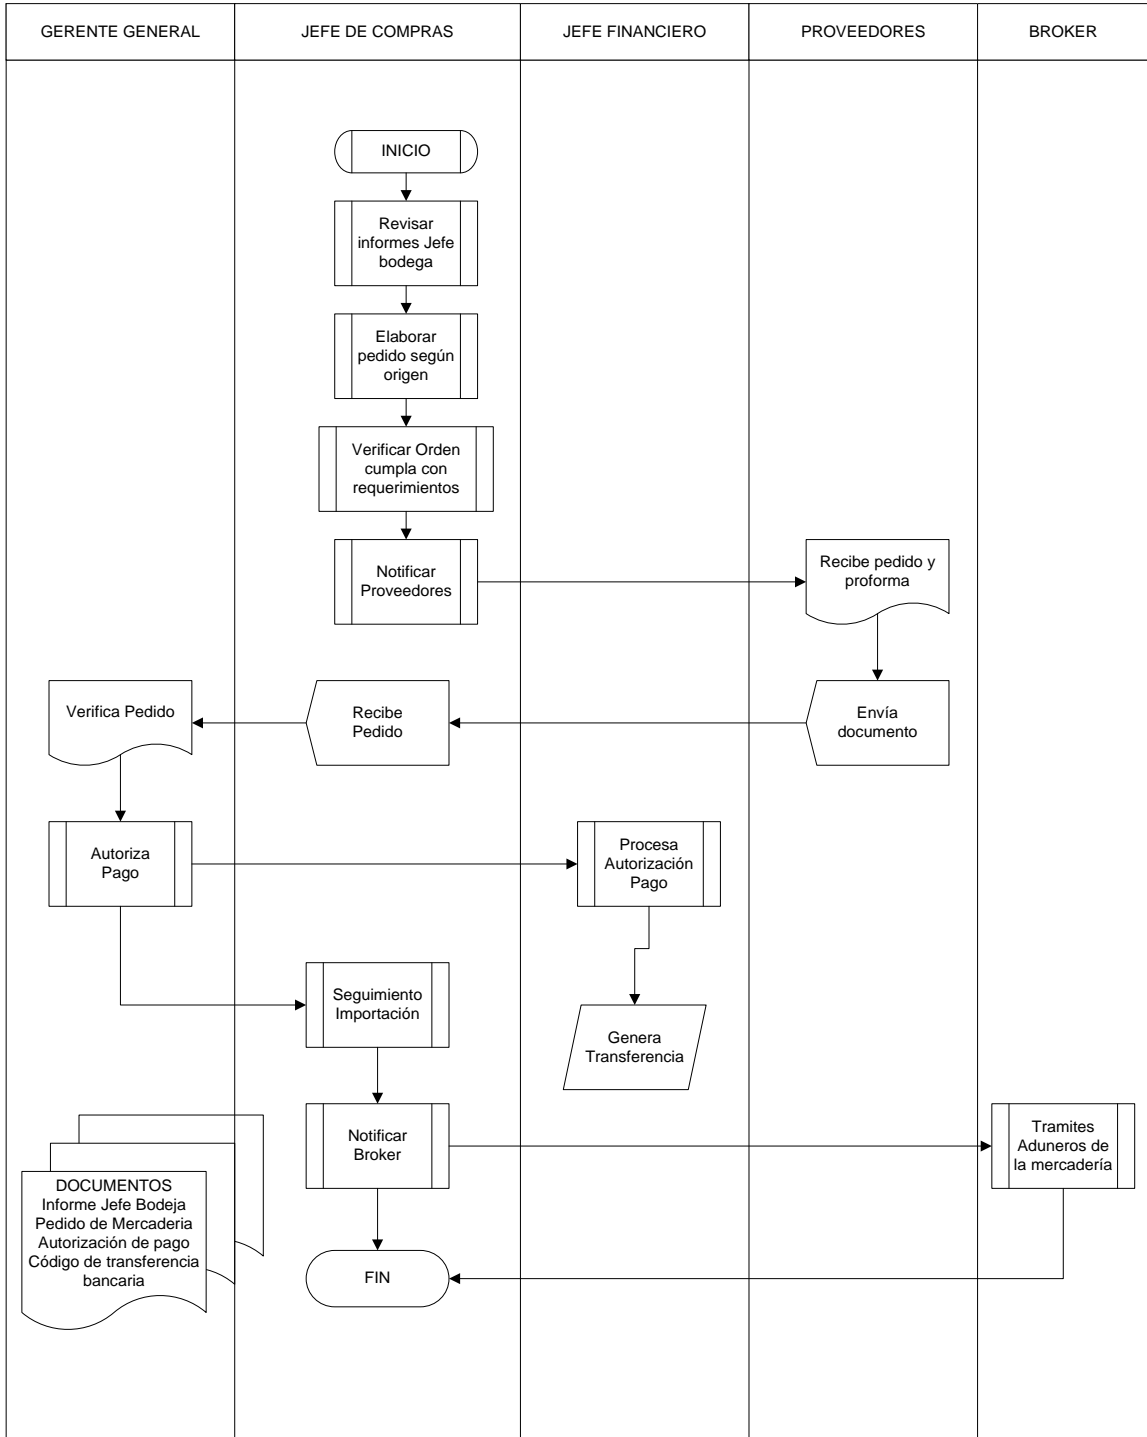 GERENTE GENERAL
JEFE DE COMPRAS
JEFE FINANCIERO
PROVEEDORES
BROKER
INICIO
Revisar
informes Jefe
bodega
Elaborar
pedido según
origen
Verificar Orden
cumpla con
requerimientos
Notificar
Proveedores
Recibe pedido y
proforma
Verifica Pedido
Recibe
Pedido
Envía
documento
Autoriza
Pago
Procesa
Autorización
Pago
Seguimiento
Importación
Genera
Transferencia
Notificar
Broker
Tramites
Aduneros de
la mercadería
DOCUMENTOS
Informe Jefe Bodeja
Pedido de Mercaderia
Autorización de pago
Código de transferencia
bancaria
FIN